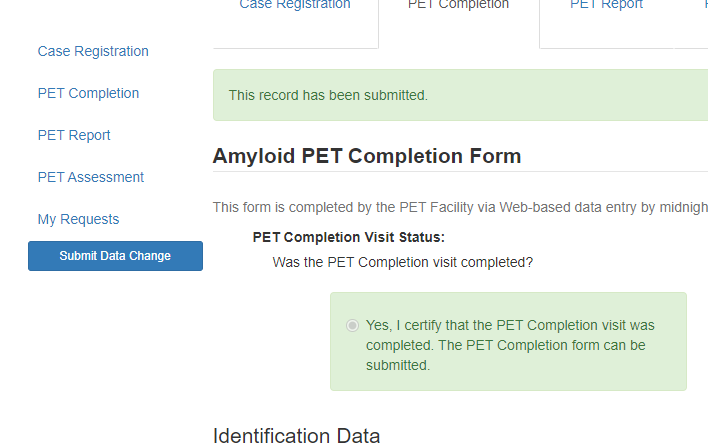 Case Registration
PET Completion
PET Report
Case Registration
PET Completion
PET Report
PET Assessment
My Requests
Submit Data Change
This record has been submitted.
Amyloid PET Completion Form
This form is completed by the PET Facility via Web-based data entry by
PET Completion Visit Status:
Was the PET Completion visit completed?
Yes, I certify that the PET Completion visit was
completed. The PET Completion form can be
submitted.
Identification Data